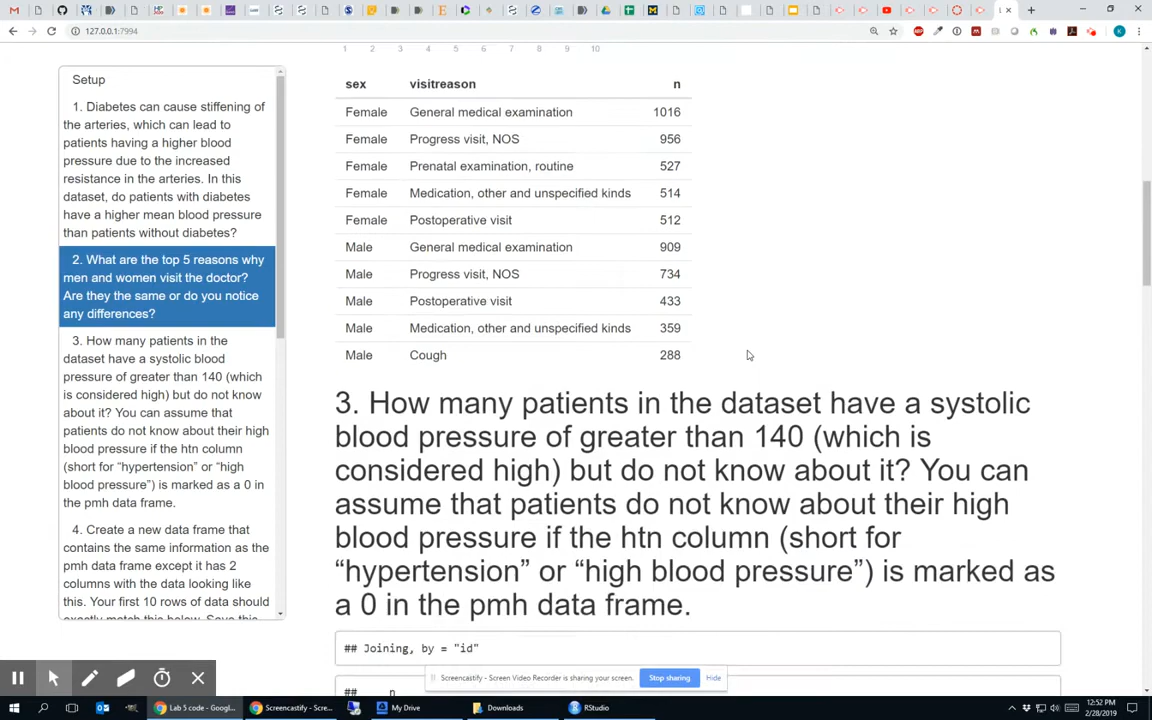 127.0.0.1:7994
1 2 3 4 5 6 7 8 9 10
Setup
1. Diabetes can cause stiffening of
the arteries, which can lead to
patients having a higher blood
pressure due to the increased
resistance in the arteries. In this
dataset, do patients with diabetes
have a higher mean blood pressure
than patients without diabetes?
2. What are the top 5 reasons why
men and women visit the doctor?
Are they the same or do you notice
any differences?
3. How many patients in the
dataset have a systolic blood
pressure of greater than 140 (which
is considered high) but do not know
about it? You can assume that
patients do not know about their high
blood pressure if the htn column
(short for “hypertension” or “high
blood pressure”) is marked as a 0 in
the pmh data frame.
4. Create a new data frame that
contains the same information as the
pmh data frame except it has 2
columns with the data looking like
this. Your first 10 rows of data should
exactly match this below. Save this
sex visitreason n
Female General medical examination 1016
Female Progress visit, NOS 956
Female Prenatal examination, routine 527
Female Medication, other and unspecified kinds 514
Female Postoperative visit 512
Male General medical examination 909
Male Progress visit, NOS 734
Male Postoperative visit 433
Male Medication, other and unspecified kinds 359
Male Cough 288
3. How many patients in the dataset have a systolic
blood pressure of greater than 140 (which is
considered high) but do not know about it? You can
assume that patients do not know about their high
blood pressure if the htn column (short for
“hypertension” or “high blood pressure”) is marked as
a 0 in the pmh data frame.
## Joining, by = "id"
## n
Screencastify - Screen Video Recorder is sharing your screen. Stop sharing Hide
Lab 5 code - Googl... Screencastify - Scre... My Drive Downloads RStudio
12:52 PM
2/28/2019